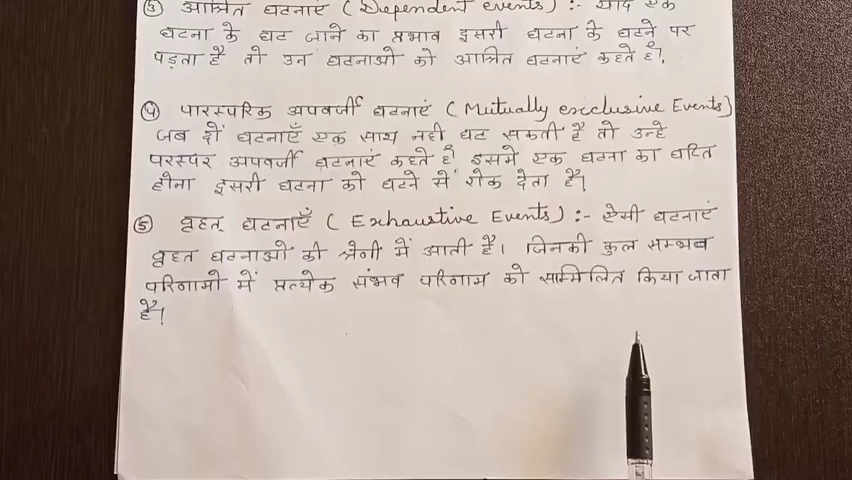 ③ आश्रित घटनाएं (Dependent events) :- यदि एक
घटना के घट जाने का प्रभाव दूसरी घटना के घटने पर
पड़ता है तो उन घटनाओ को आश्रित घटनाएं कहते है।
④ पारस्परिक अपवर्जी घटनाएं (Mutually exclusive Events)
जब दो घटनाएँ एक साथ नही घट सकती है तो उन्हे
परस्पर अपवर्जी घटनाएं कहते है। इसमे एक घटना का घटित
होना दूसरी घटना को घटने से रोक देता है।
⑤ वृहत् घटनाएँ (Exhaustive Events) :- ऐसी घटनाएं
वृहत घटनाओ की श्रेनी में आती है। जिनकी कुल सम्भव
परिनामो में प्रत्येक संभव परिनाम को सम्मिलित किया जाता
है।